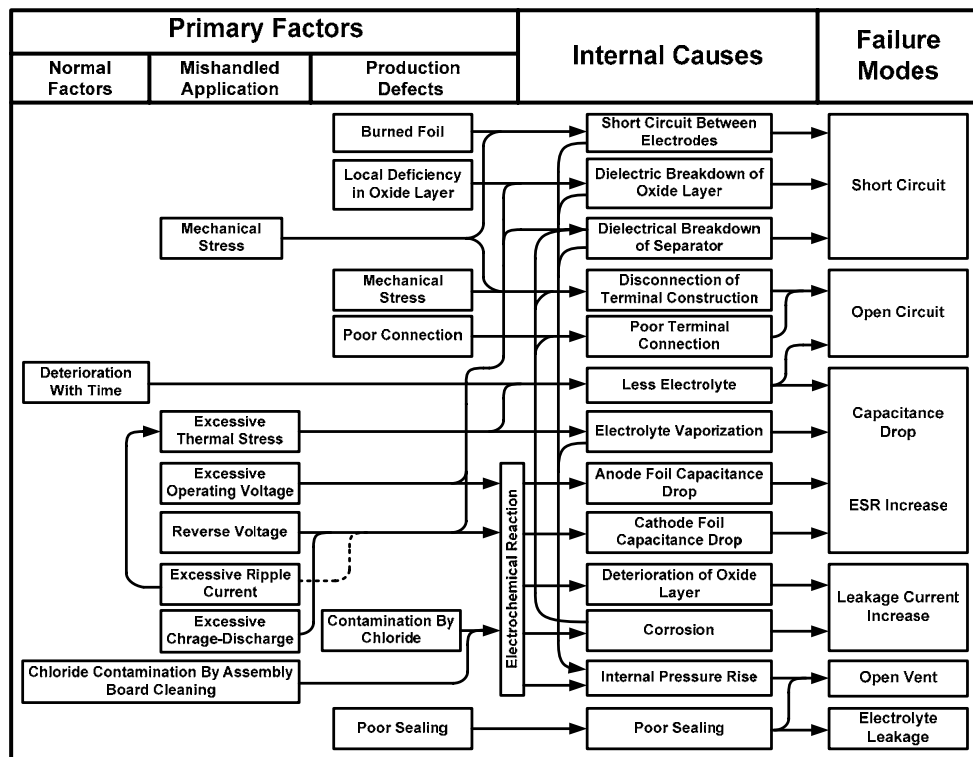 Primary Factors
Internal Causes
Failure
Modes
Normal
Factors
Mishandled
Application
Production
Defects
Burned Foil
Short Circuit Between
Electrodes
Short Circuit
Local Deficiency
in Oxide Layer
Dielectric Breakdown of
Oxide Layer
Mechanical
Stress
Dielectrical Breakdown
of Separator
Mechanical
Stress
Disconnection of
Terminal Construction
Open Circuit
Poor Connection
Poor Terminal
Connection
Deterioration
With Time
Less Electrolyte
Capacitance
Drop
Excessive
Thermal Stress
Electrolyte Vaporization
Excessive
Operating Voltage
Anode Foil Capacitance
Drop
ESR Increase
Reverse Voltage
Electrochemical Reaction
Cathode Foil
Capacitance Drop
Excessive Ripple
Current
Deterioration of Oxide
Layer
Leakage Current
Increase
Excessive
Chrage-Discharge
Contamination By
Chloride
Corrosion
Chloride Contamination By Assembly
Board Cleaning
Internal Pressure Rise
Open Vent
Poor Sealing
Poor Sealing
Electrolyte
Leakage